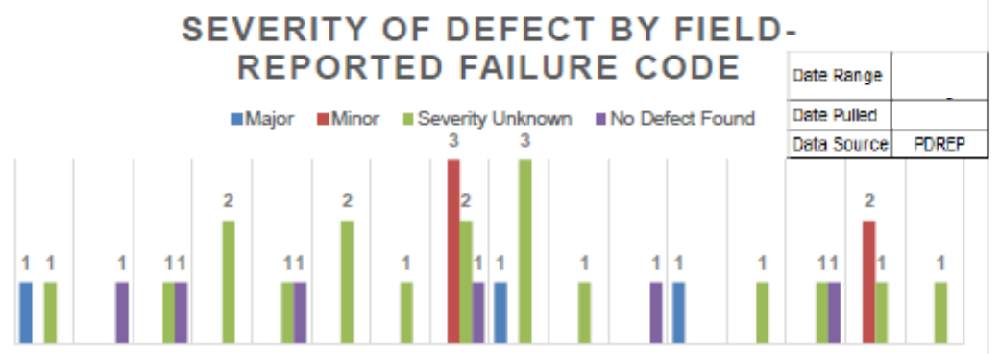 SEVERITY OF DEFECT BY FIELD-
REPORTED FAILURE CODE
Date Range
Major Minor Severity Unknown No Defect Found
Date Pulled
Data Source PDREP
3 3
2 2 2 2
1 1 1 1 1 1 1 1 1 1 1 1 1 1 1 1 1 1